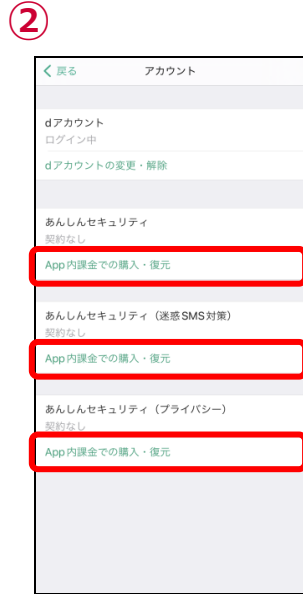 ②
戻る アカウント
dアカウント
ログイン中
dアカウントの変更・解除
あんしんセキュリティ
契約なし
App内課金での購入・復元
あんしんセキュリティ（迷惑SMS対策）
契約なし
App内課金での購入・復元
あんしんセキュリティ（プライバシー）
契約なし
App内課金での購入・復元